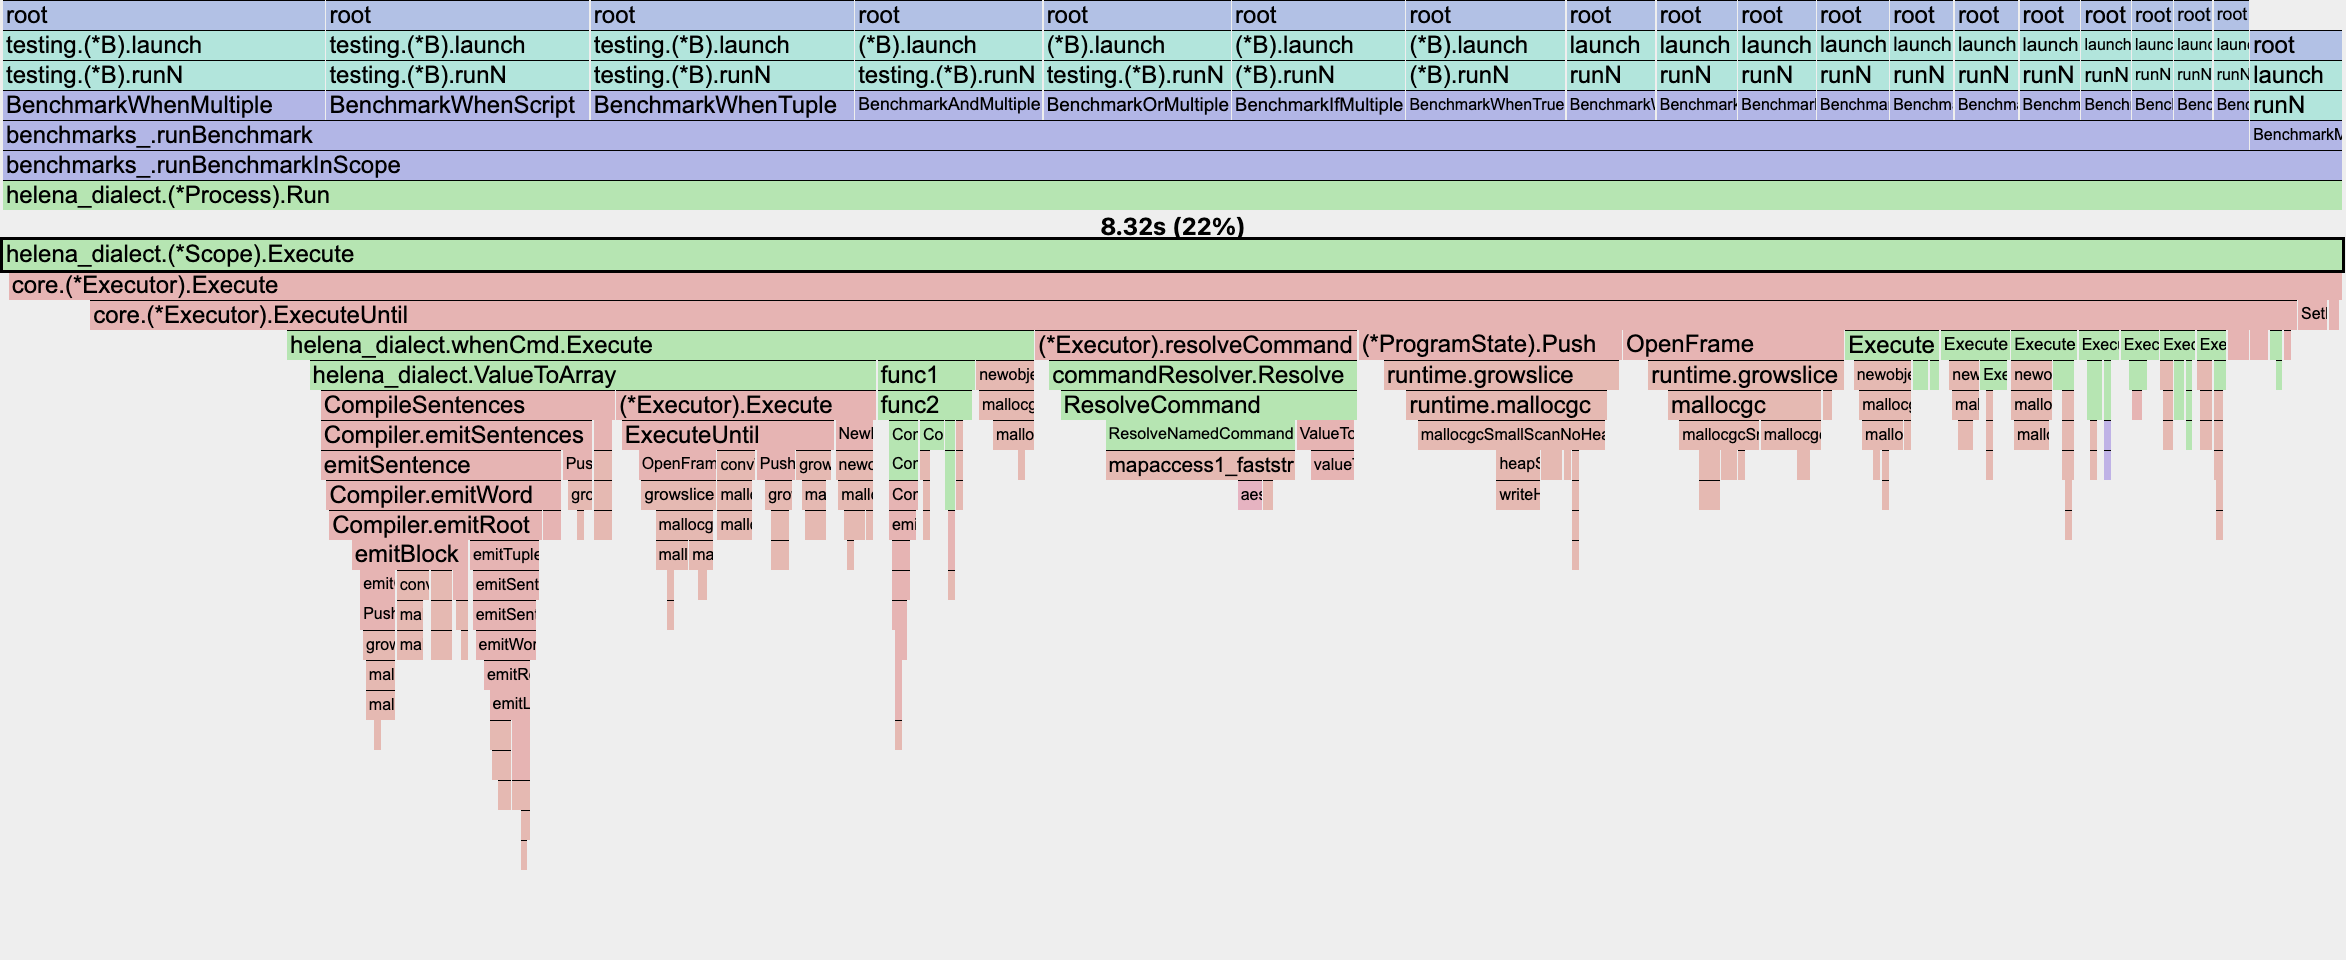 root root root root root root root root root root root root root root root root root root
testing.(*B).launch testing.(*B).launch testing.(*B).launch (*B).launch (*B).launch (*B).launch (*B).launch launch launch launch launch launch launch launch launch launc launc laun root
testing.(*B).runN testing.(*B).runN testing.(*B).runN testing.(*B).runN testing.(*B).runN (*B).runN (*B).runN runN runN runN runN runN runN runN runN runN runN runN launch
BenchmarkWhenMultiple BenchmarkWhenScript BenchmarkWhenTuple BenchmarkAndMultiple BenchmarkOrMultiple BenchmarkIfMultiple BenchmarkWhenTrue Benchmark Benchmark Benchmar Benchma Benchm Benchm Benchm Bench Benc Benc Benc runN
benchmarks_.runBenchmark BenchmarkM
benchmarks_.runBenchmarkInScope
helena_dialect.(*Process).Run
8.32s (22%)
helena_dialect.(*Scope).Execute
core.(*Executor).Execute
core.(*Executor).ExecuteUntil Set
helena_dialect.whenCmd.Execute (*Executor).resolveCommand (*ProgramState).Push OpenFrame Execute Execute Execute Exec Exec Exec Exe
helena_dialect.ValueToArray func1 newobje commandResolver.Resolve runtime.growslice runtime.growslice newobje new Exe newo
CompileSentences (*Executor).Execute func2 mallocg ResolveCommand runtime.mallocgc mallocgc mallocg mal mallo
Compiler.emitSentences ExecuteUntil New Cor Co mallo ResolveNamedCommand ValueTo mallocgcSmallScanNoHea mallocgcS mallocg mallo mall
emitSentence Pus OpenFram conv Push grow newo Cor mapaccess1_faststr value heapS
Compiler.emitWord gro growslice mall gro ma mall Cor aes writeH
Compiler.emitRoot mallocg mall emi
emitBlock emitTuple mall ma
emit conv emitSent
Push ma emitSent
grow ma emitWor
mal emitR
mal emitL